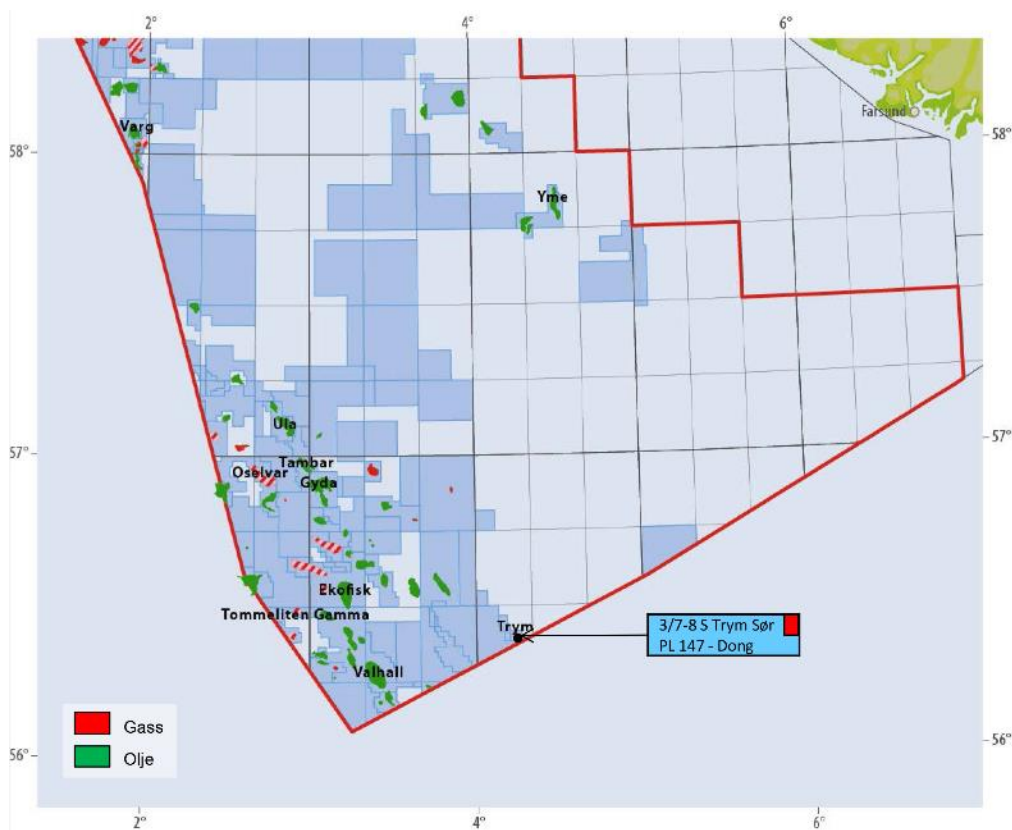 2°
4°
6°
Farsund
Varg
58°
58°
Yme
Ula
57°
57°
Tambar
Oselvar
Gyda
Ekofisk
Tommeliten Gamma
Trym
3/7-8 S Trym Sør
PL 147 - Dong
Valhall
Gass
Olje
56°
56°
2°
4°
6°